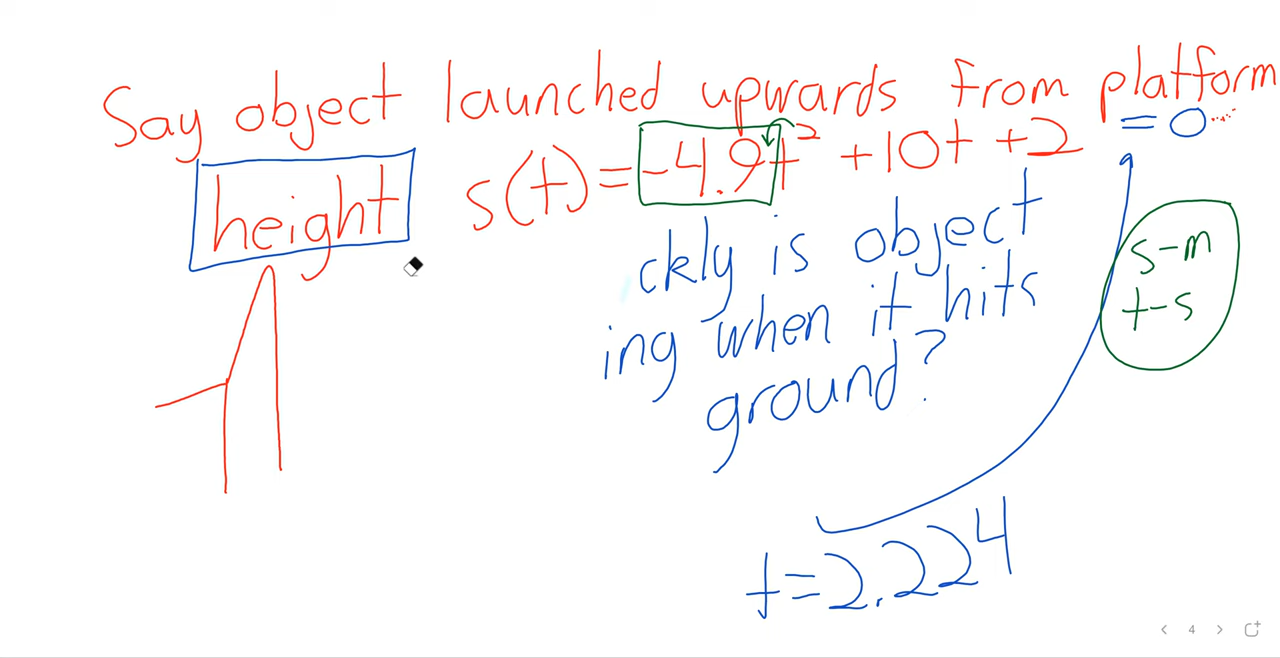 Say object launched upwards from platform
height s(t) = -4.9t² + 10t + 2 = 0
ckly is object
ing when it hits
ground?
s-m
t-s
t = 2.224
4